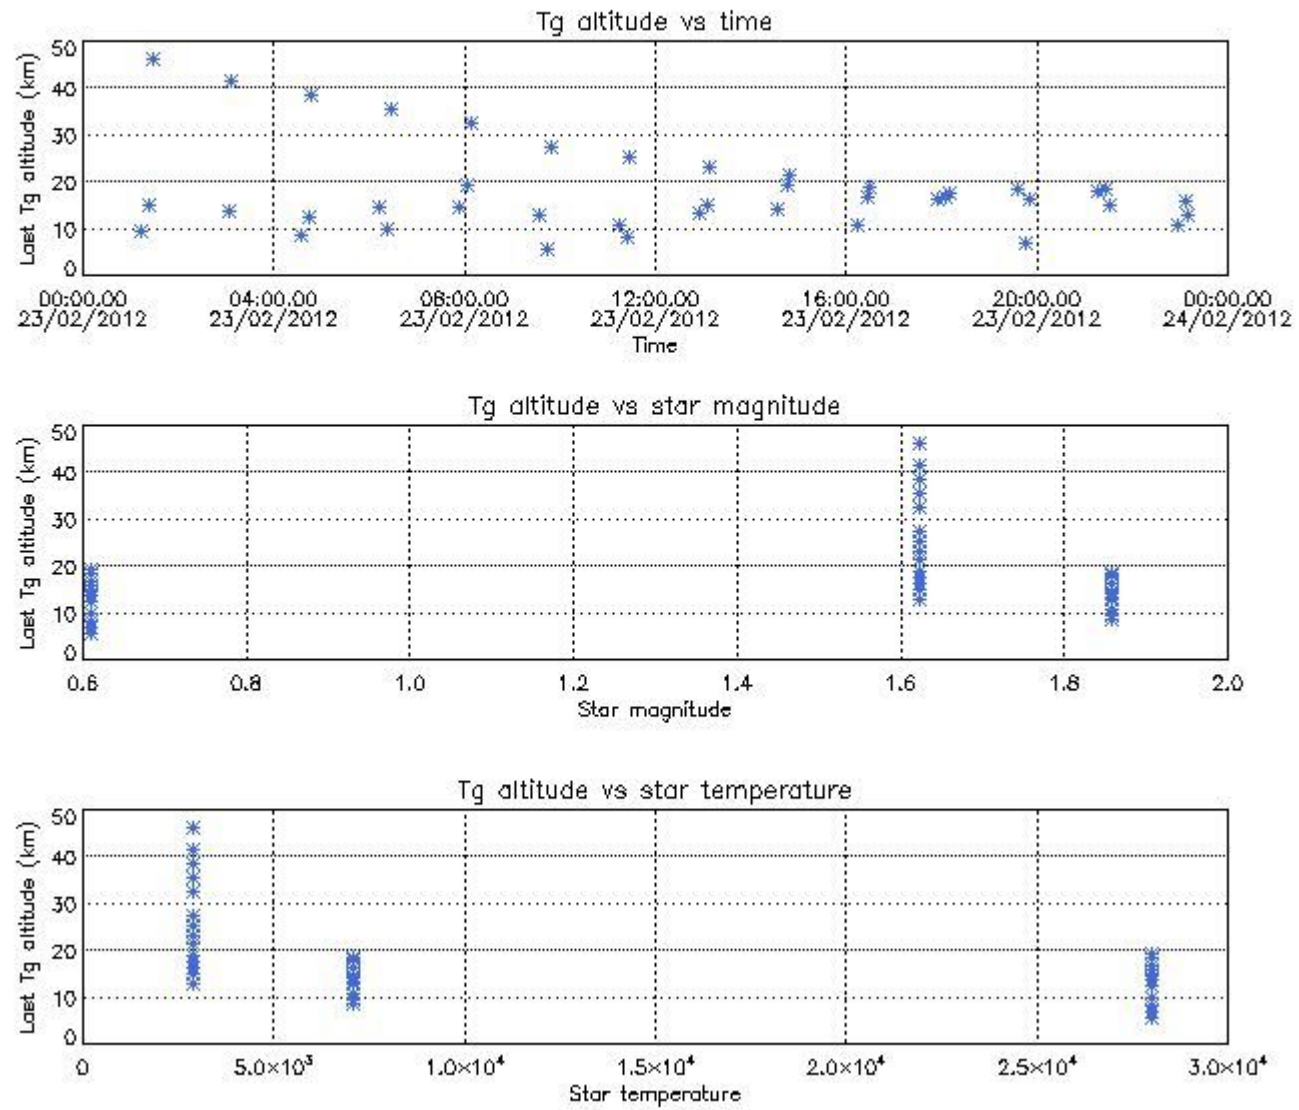 Tg altitude vs time
Last Tg altitude (km)
50
40
30
20
10
0
00:00.00 04:00.00 08:00.00 12:00.00 16:00.00 20:00.00 00:00.00
23/02/2012 23/02/2012 23/02/2012 23/02/2012 23/02/2012 23/02/2012 24/02/2012
Time
Tg altitude vs star magnitude
Last Tg altitude (km)
50
40
30
20
10
0
0.6 0.8 1.0 1.2 1.4 1.6 1.8 2.0
Star magnitude
Tg altitude vs star temperature
Last Tg altitude (km)
50
40
30
20
10
0
0 5.0×10³ 1.0×10⁴ 1.5×10⁴ 2.0×10⁴ 2.5×10⁴ 3.0×10⁴
Star temperature